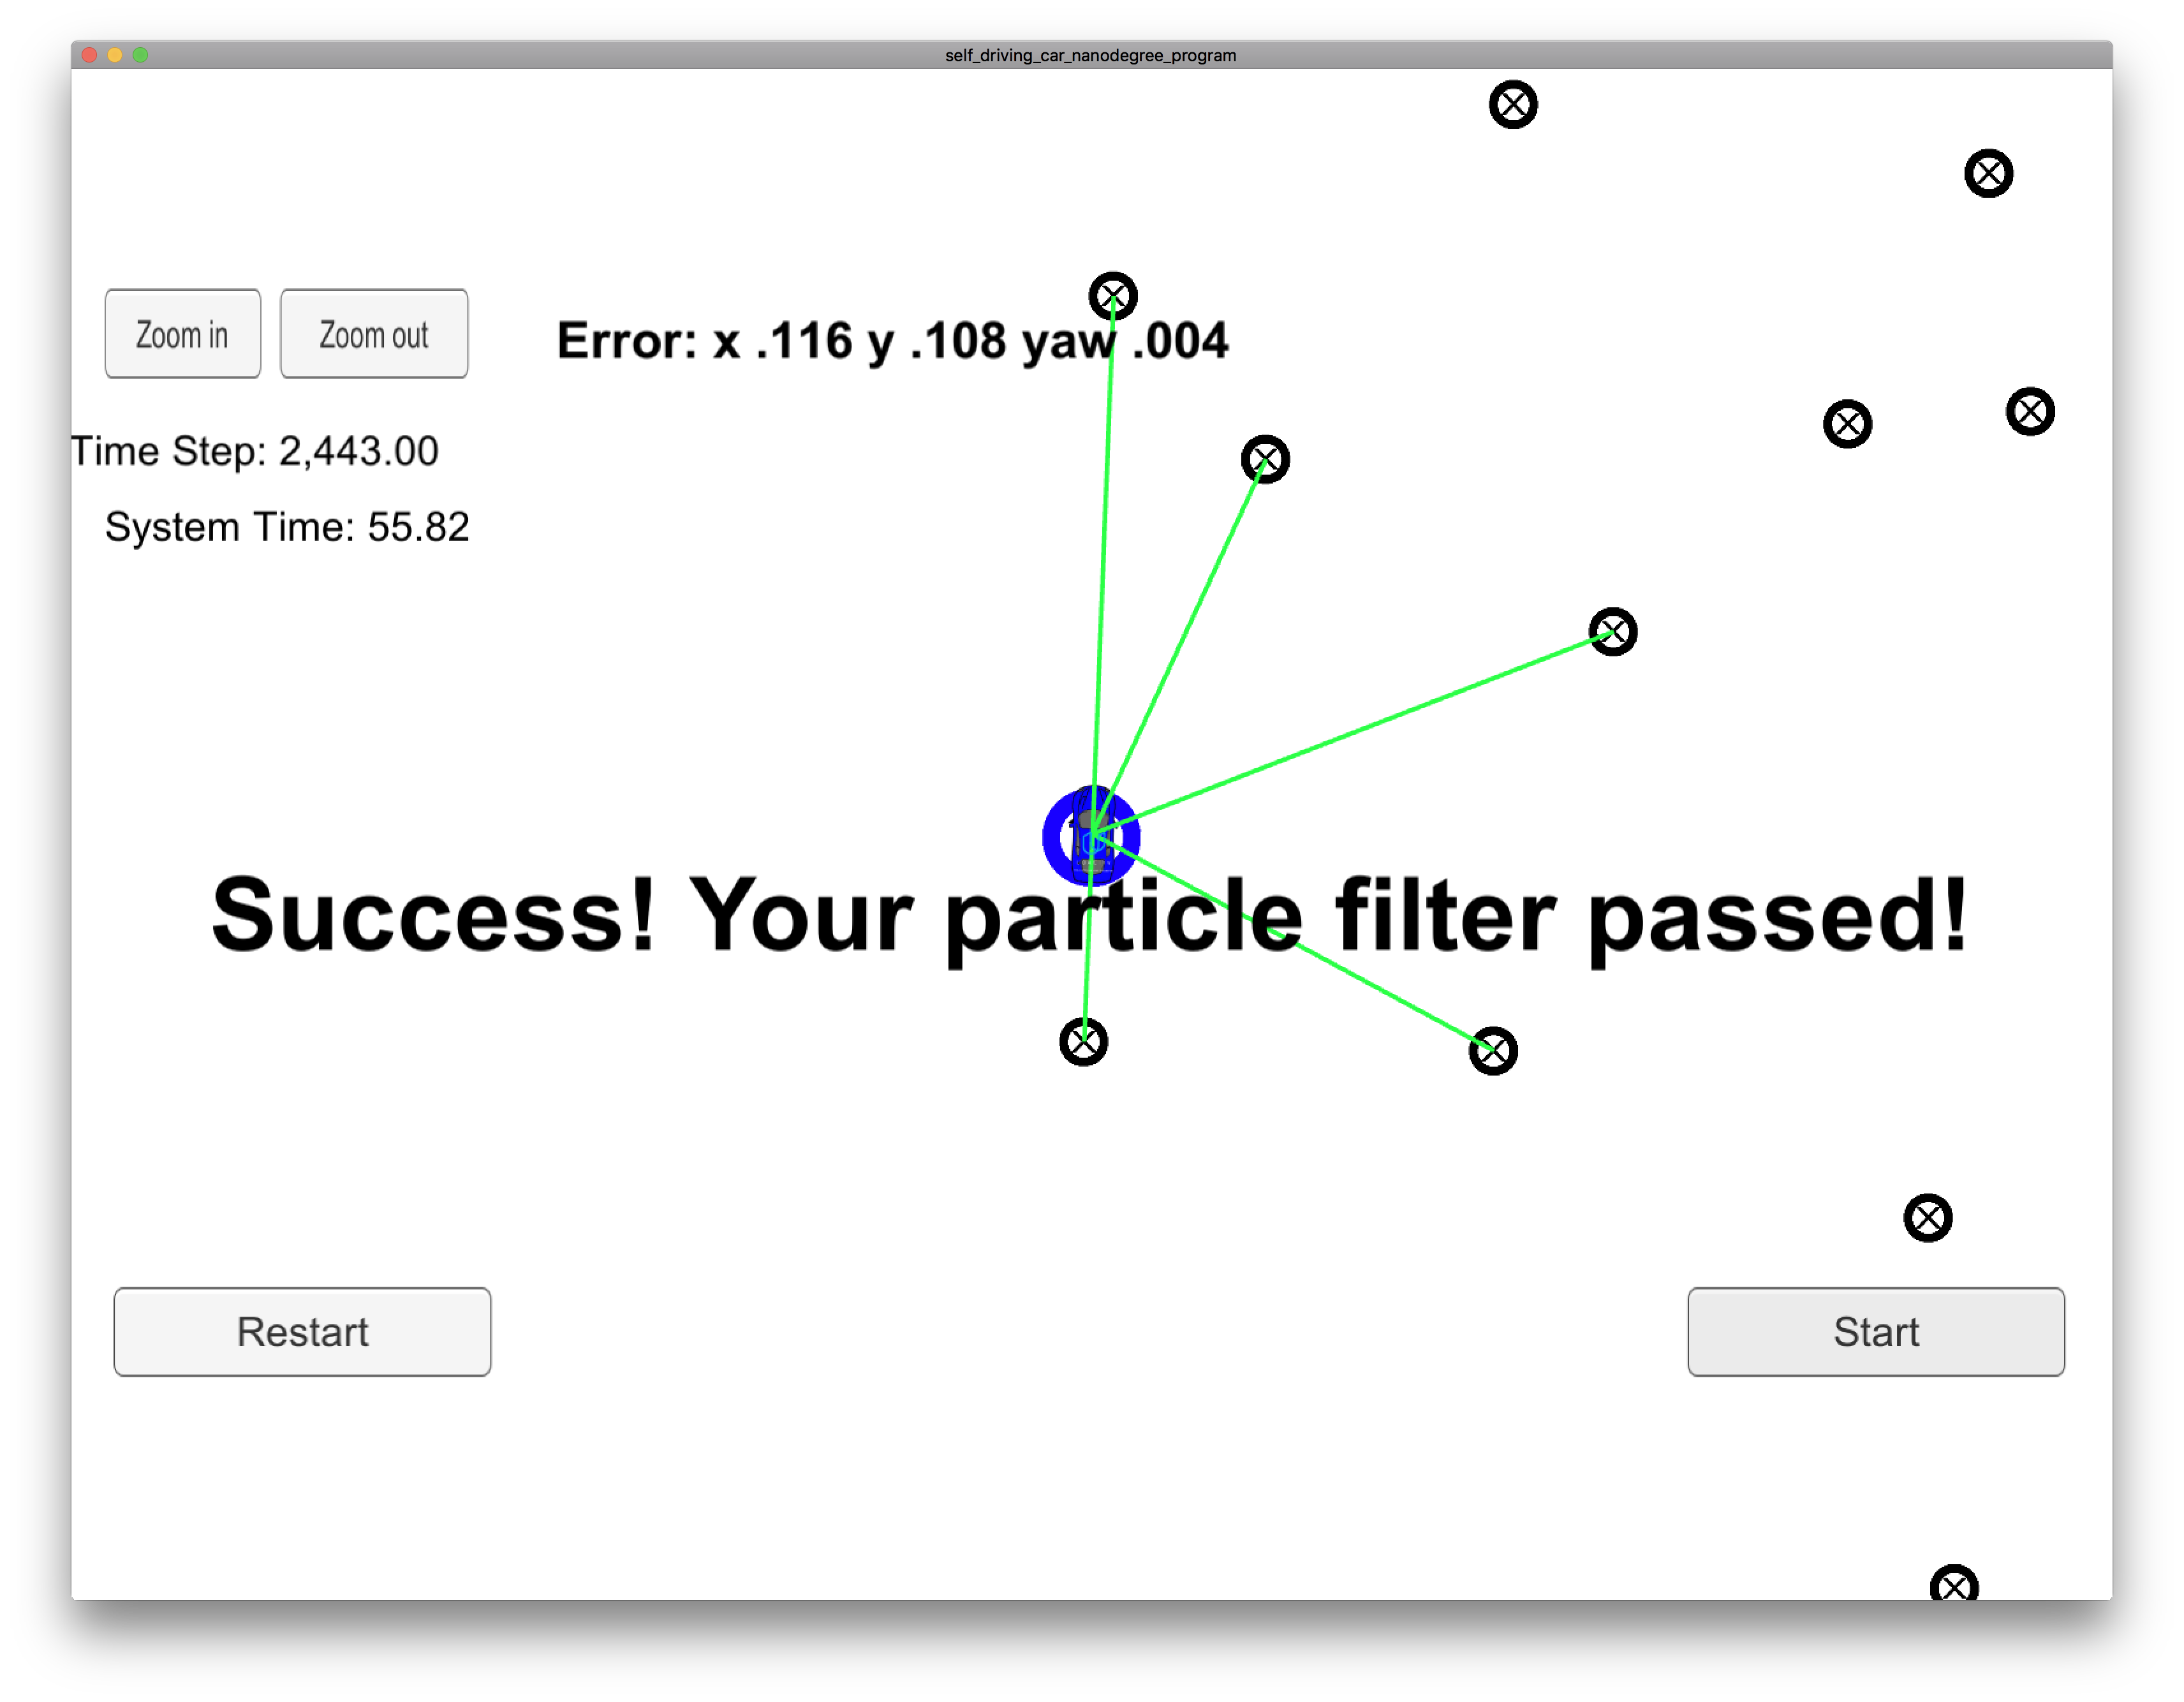 self_driving_car_nanodegree_program
Zoom in
Zoom out
Error: x .116 y .108 yaw .004
Time Step: 2,443.00
System Time: 55.82
Success! Your particle filter passed!
Restart
Start